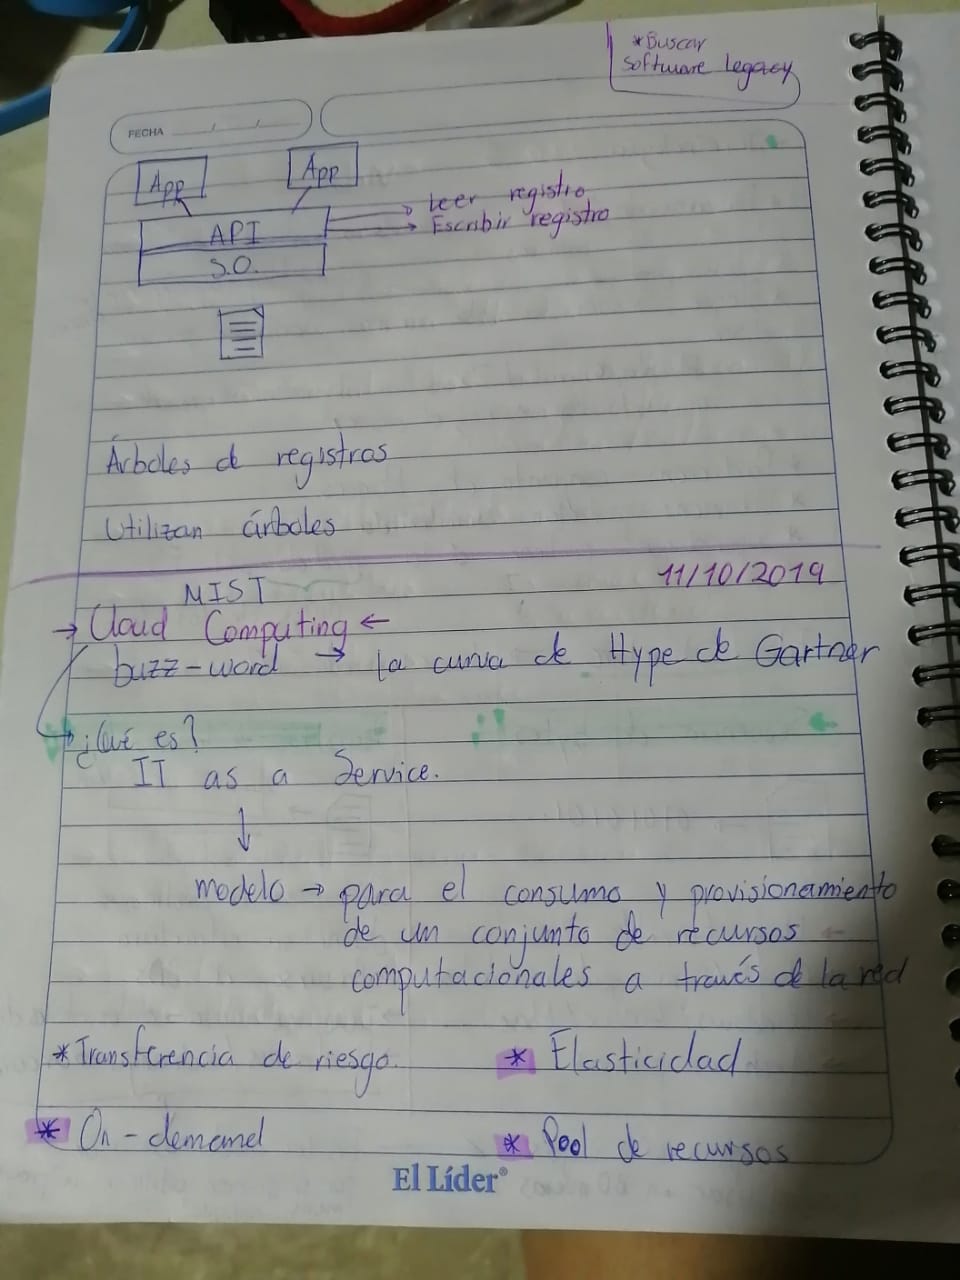 *Buscar
Software Legacy
FECHA
App
App
Leer registro
API
Escribir registro
S.O.
Árboles de registros
Utilizan árboles
11/10/2019
NIST
→ Cloud Computing ←
buzz-word → La curva de Hype de Gartner
¿Qué es?
IT as a Service.
modelo → para el consumo y provisionamiento
de un conjunto de recursos
computacionales a través de la red
* Transferencia de riesgo.
* Elasticidad
* On-demand
* Pool de recursos
El Líder®